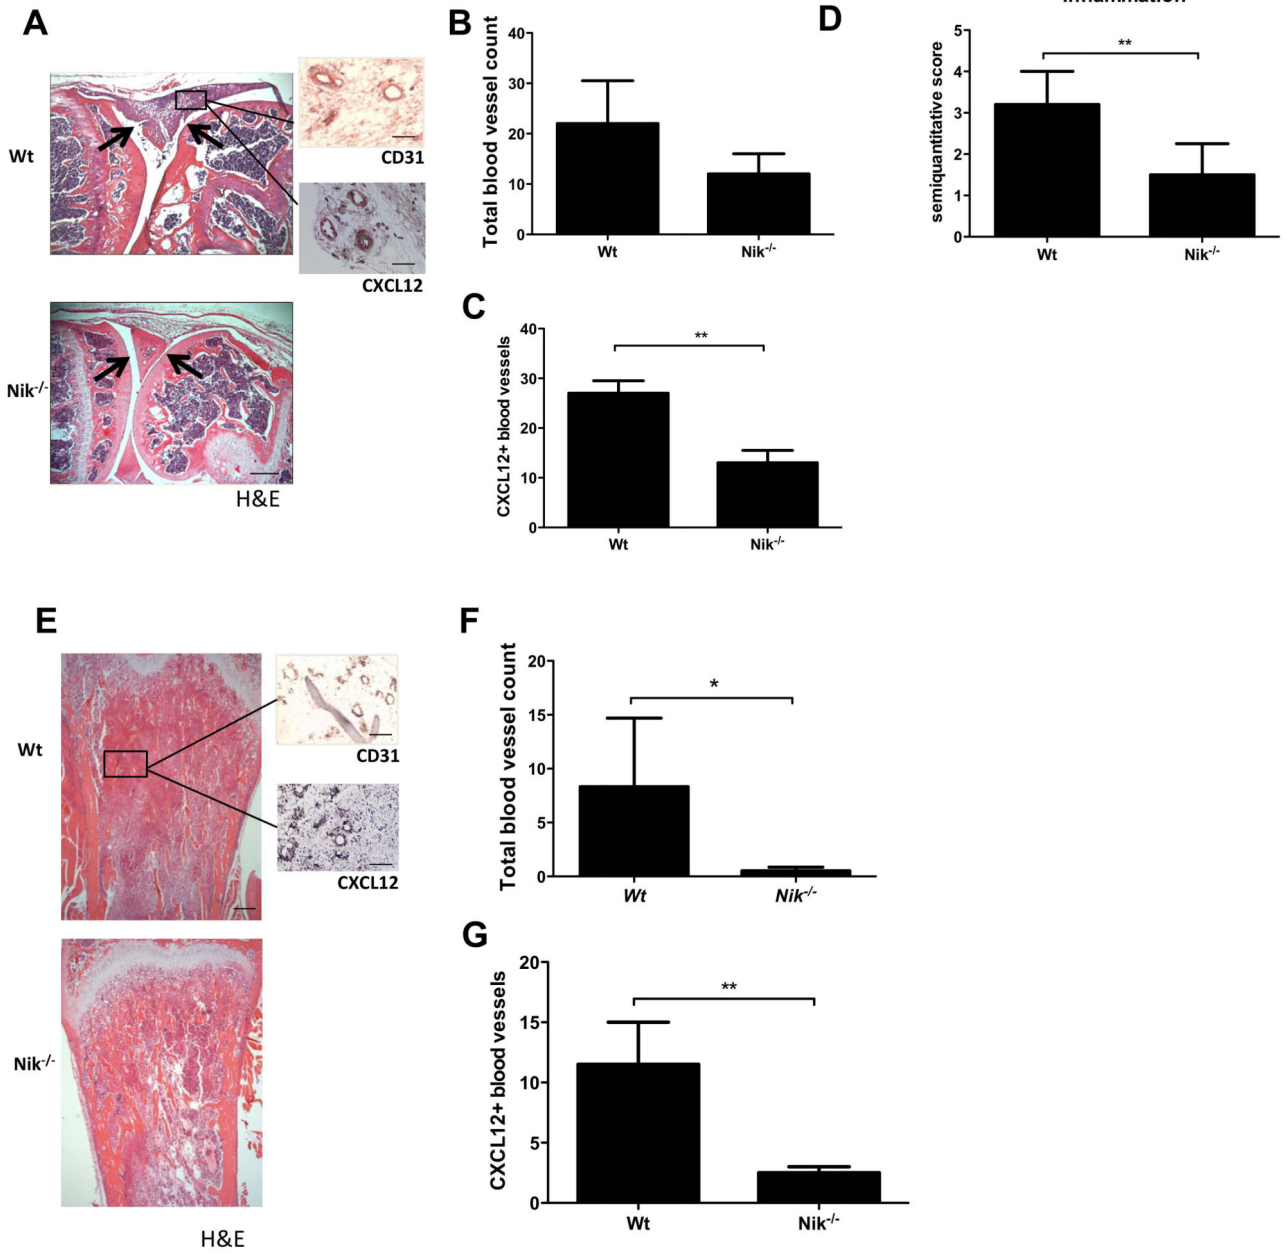 A
Wt
CD31
CXCL12
Nik-/-
H&E
B
Total blood vessel count
40
30
20
10
0
Wt
Nik-/-
C
CXCL12+ blood vessels
40
30
20
10
0
**
Wt
Nik-/-
D
Inflammation
semiquantitative score
5
4
3
2
1
0
**
Wt
Nik-/-
E
Wt
CD31
CXCL12
Nik-/-
H&E
F
Total blood vessel count
20
15
10
5
0
*
Wt
Nik-/-
G
CXCL12+ blood vessels
20
15
10
5
0
**
Wt
Nik-/-